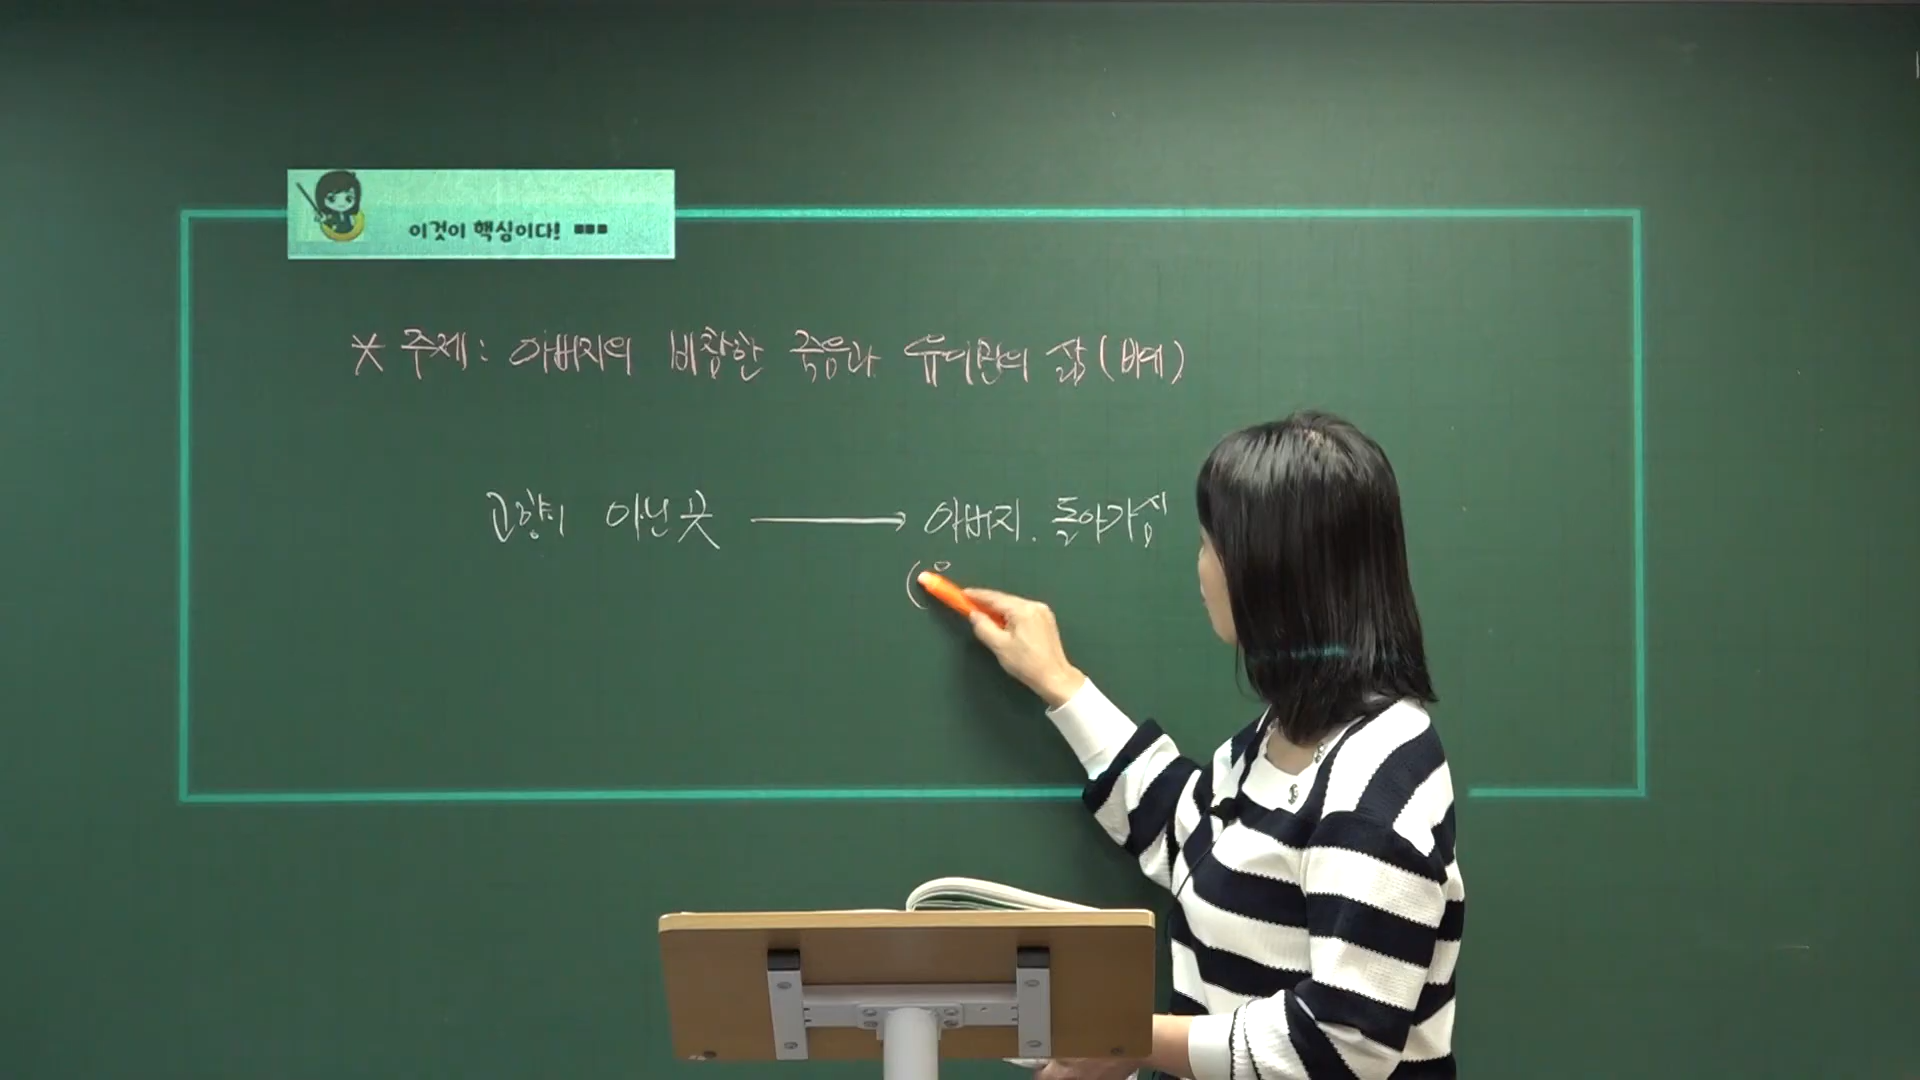 이것이 핵심이다!
* 주제: 아버지의 비참한 죽음과 유이민의 삶(비애)
고향이 아닌 곳 → 아버지. 돌아가심
(